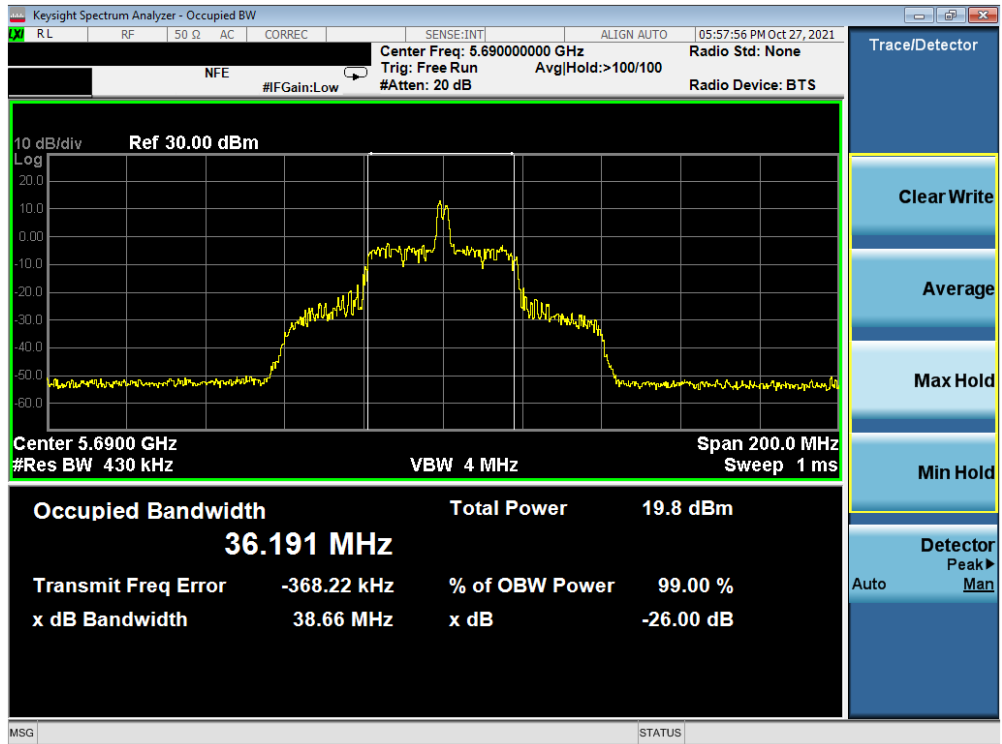 Keysight Spectrum Analyzer - Occupied BW
LXI RL RF 50 Ω AC CORREC SENSE:INT ALIGN AUTO 05:57:56 PM Oct 27, 2021
Center Freq: 5.690000000 GHz Radio Std: None
NFE Trig: Free Run Avg|Hold:>100/100
#IFGain:Low #Atten: 20 dB Radio Device: BTS
Trace/Detector
10 dB/div Ref 30.00 dBm
Log
20.0
10.0
0.00
-10.0
-20.0
-30.0
-40.0
-50.0
-60.0
Center 5.6900 GHz Span 200.0 MHz
#Res BW 430 kHz VBW 4 MHz Sweep 1 ms
Occupied Bandwidth Total Power 19.8 dBm
36.191 MHz
Transmit Freq Error -368.22 kHz % of OBW Power 99.00 %
x dB Bandwidth 38.66 MHz x dB -26.00 dB
Clear Write
Average
Max Hold
Min Hold
Detector
Peak▶
Auto Man
MSG STATUS